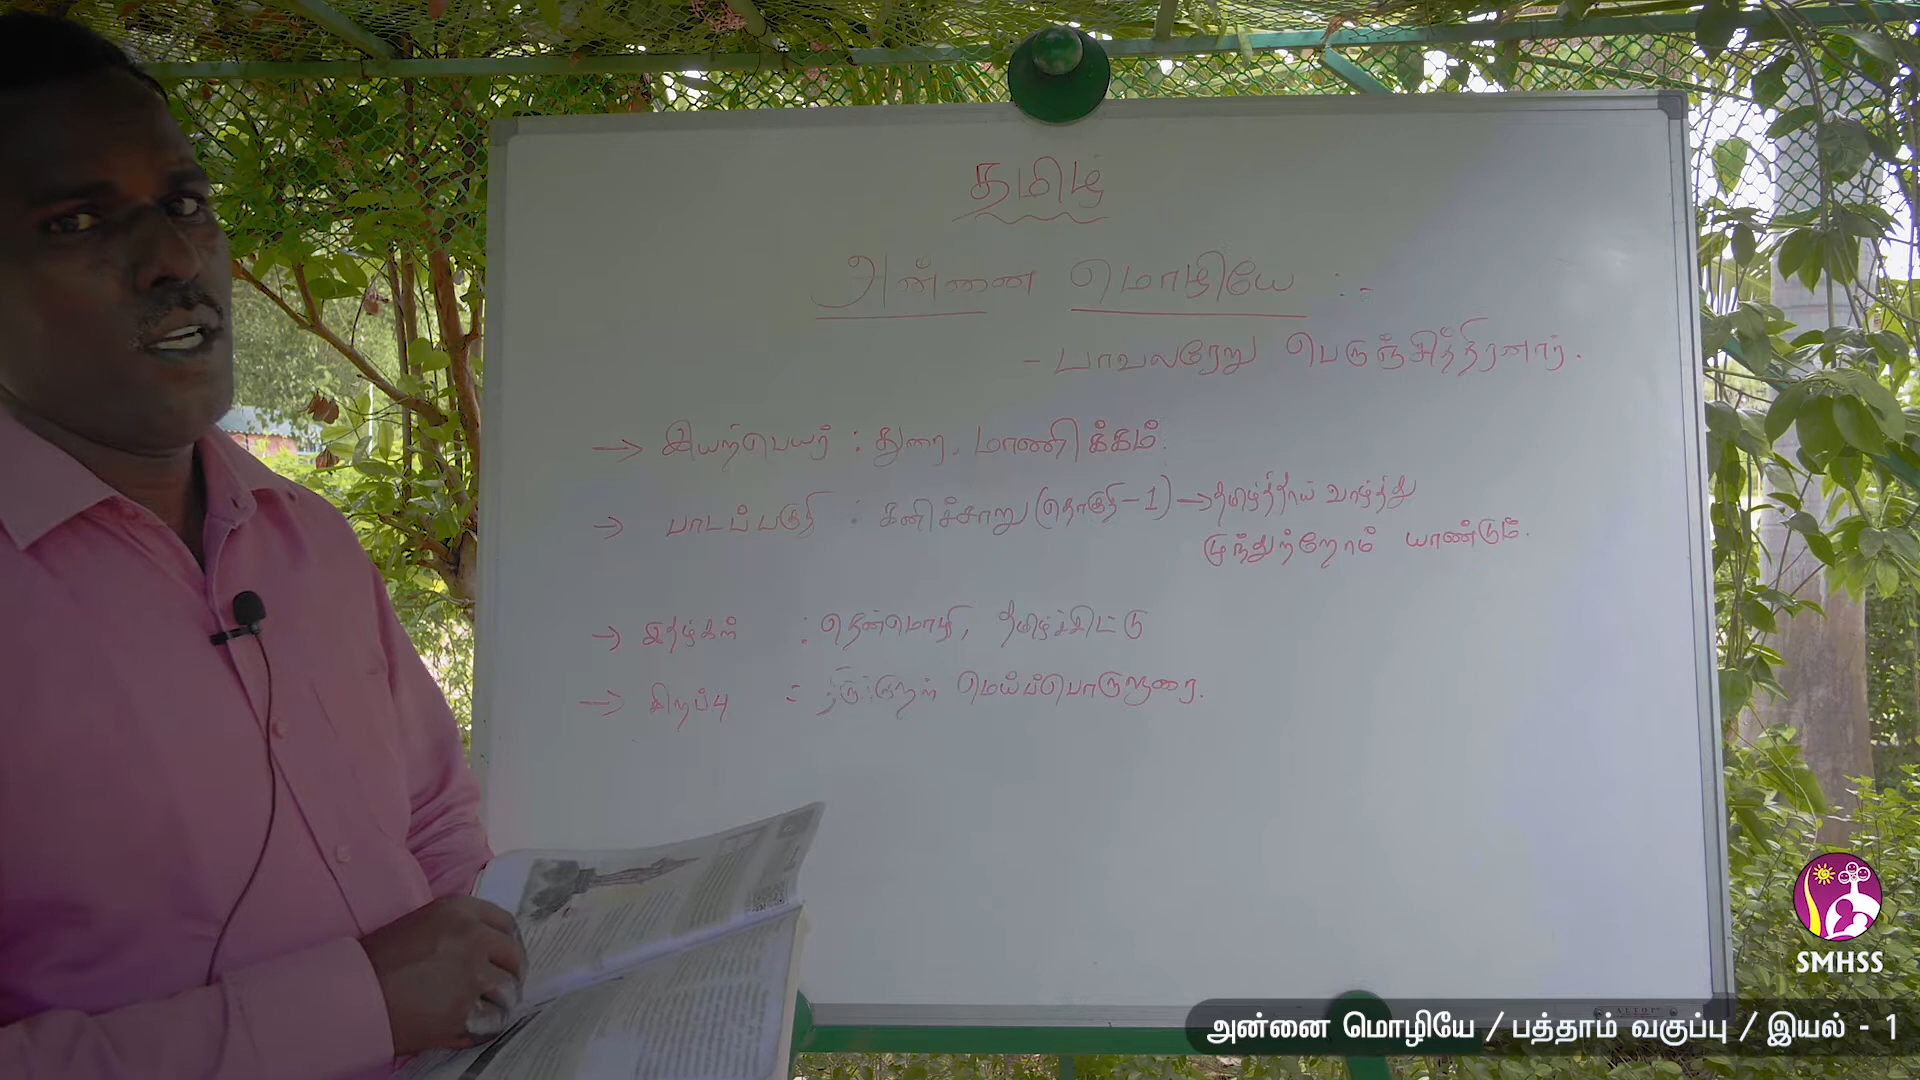 தமிழ்
அன்னை மொழியே :-
- பாவலரேறு பெருஞ்சித்திரனார்.
→ இயற்பெயர் : துரை. மாணிக்கம்.
→ பாடப்பகுதி : கனிச்சாறு (தொகுதி-1) → தமிழ்த்தாய் வாழ்த்து
முந்துற்றோம் யாண்டும்.
→ இதழ்கள் : தென்மொழி, தமிழ்ச்சிட்டு
→ சிறப்பு : திருக்குறள் மெய்ப்பொருளுரை.
SMHSS
அன்னை மொழியே / பத்தாம் வகுப்பு / இயல் - 1